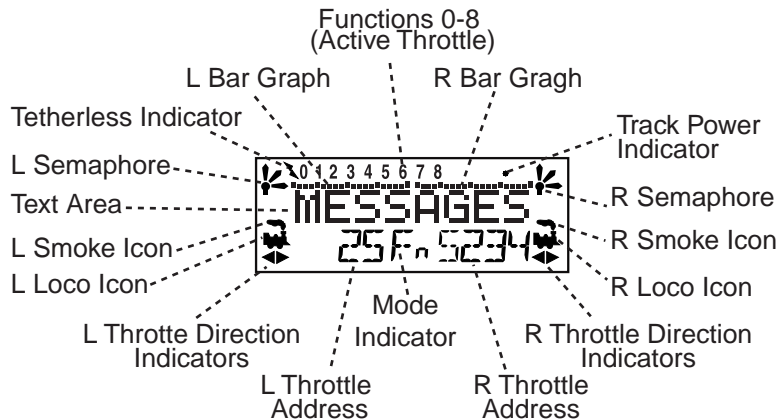 Functions 0-8
(Active Throttle)
L Bar Graph
R Bar Gragh
Tetherless Indicator
Track Power
Indicator
L Semaphore
0 1 2 3 4 5 6 7 8
R Semaphore
Text Area
MESSAGES
L Smoke Icon
R Smoke Icon
L Loco Icon
25 Fn 5234
R Loco Icon
Mode
Indicator
L Throtte Direction
Indicators
R Throttle Direction
Indicators
L Throttle
Address
R Throttle
Address